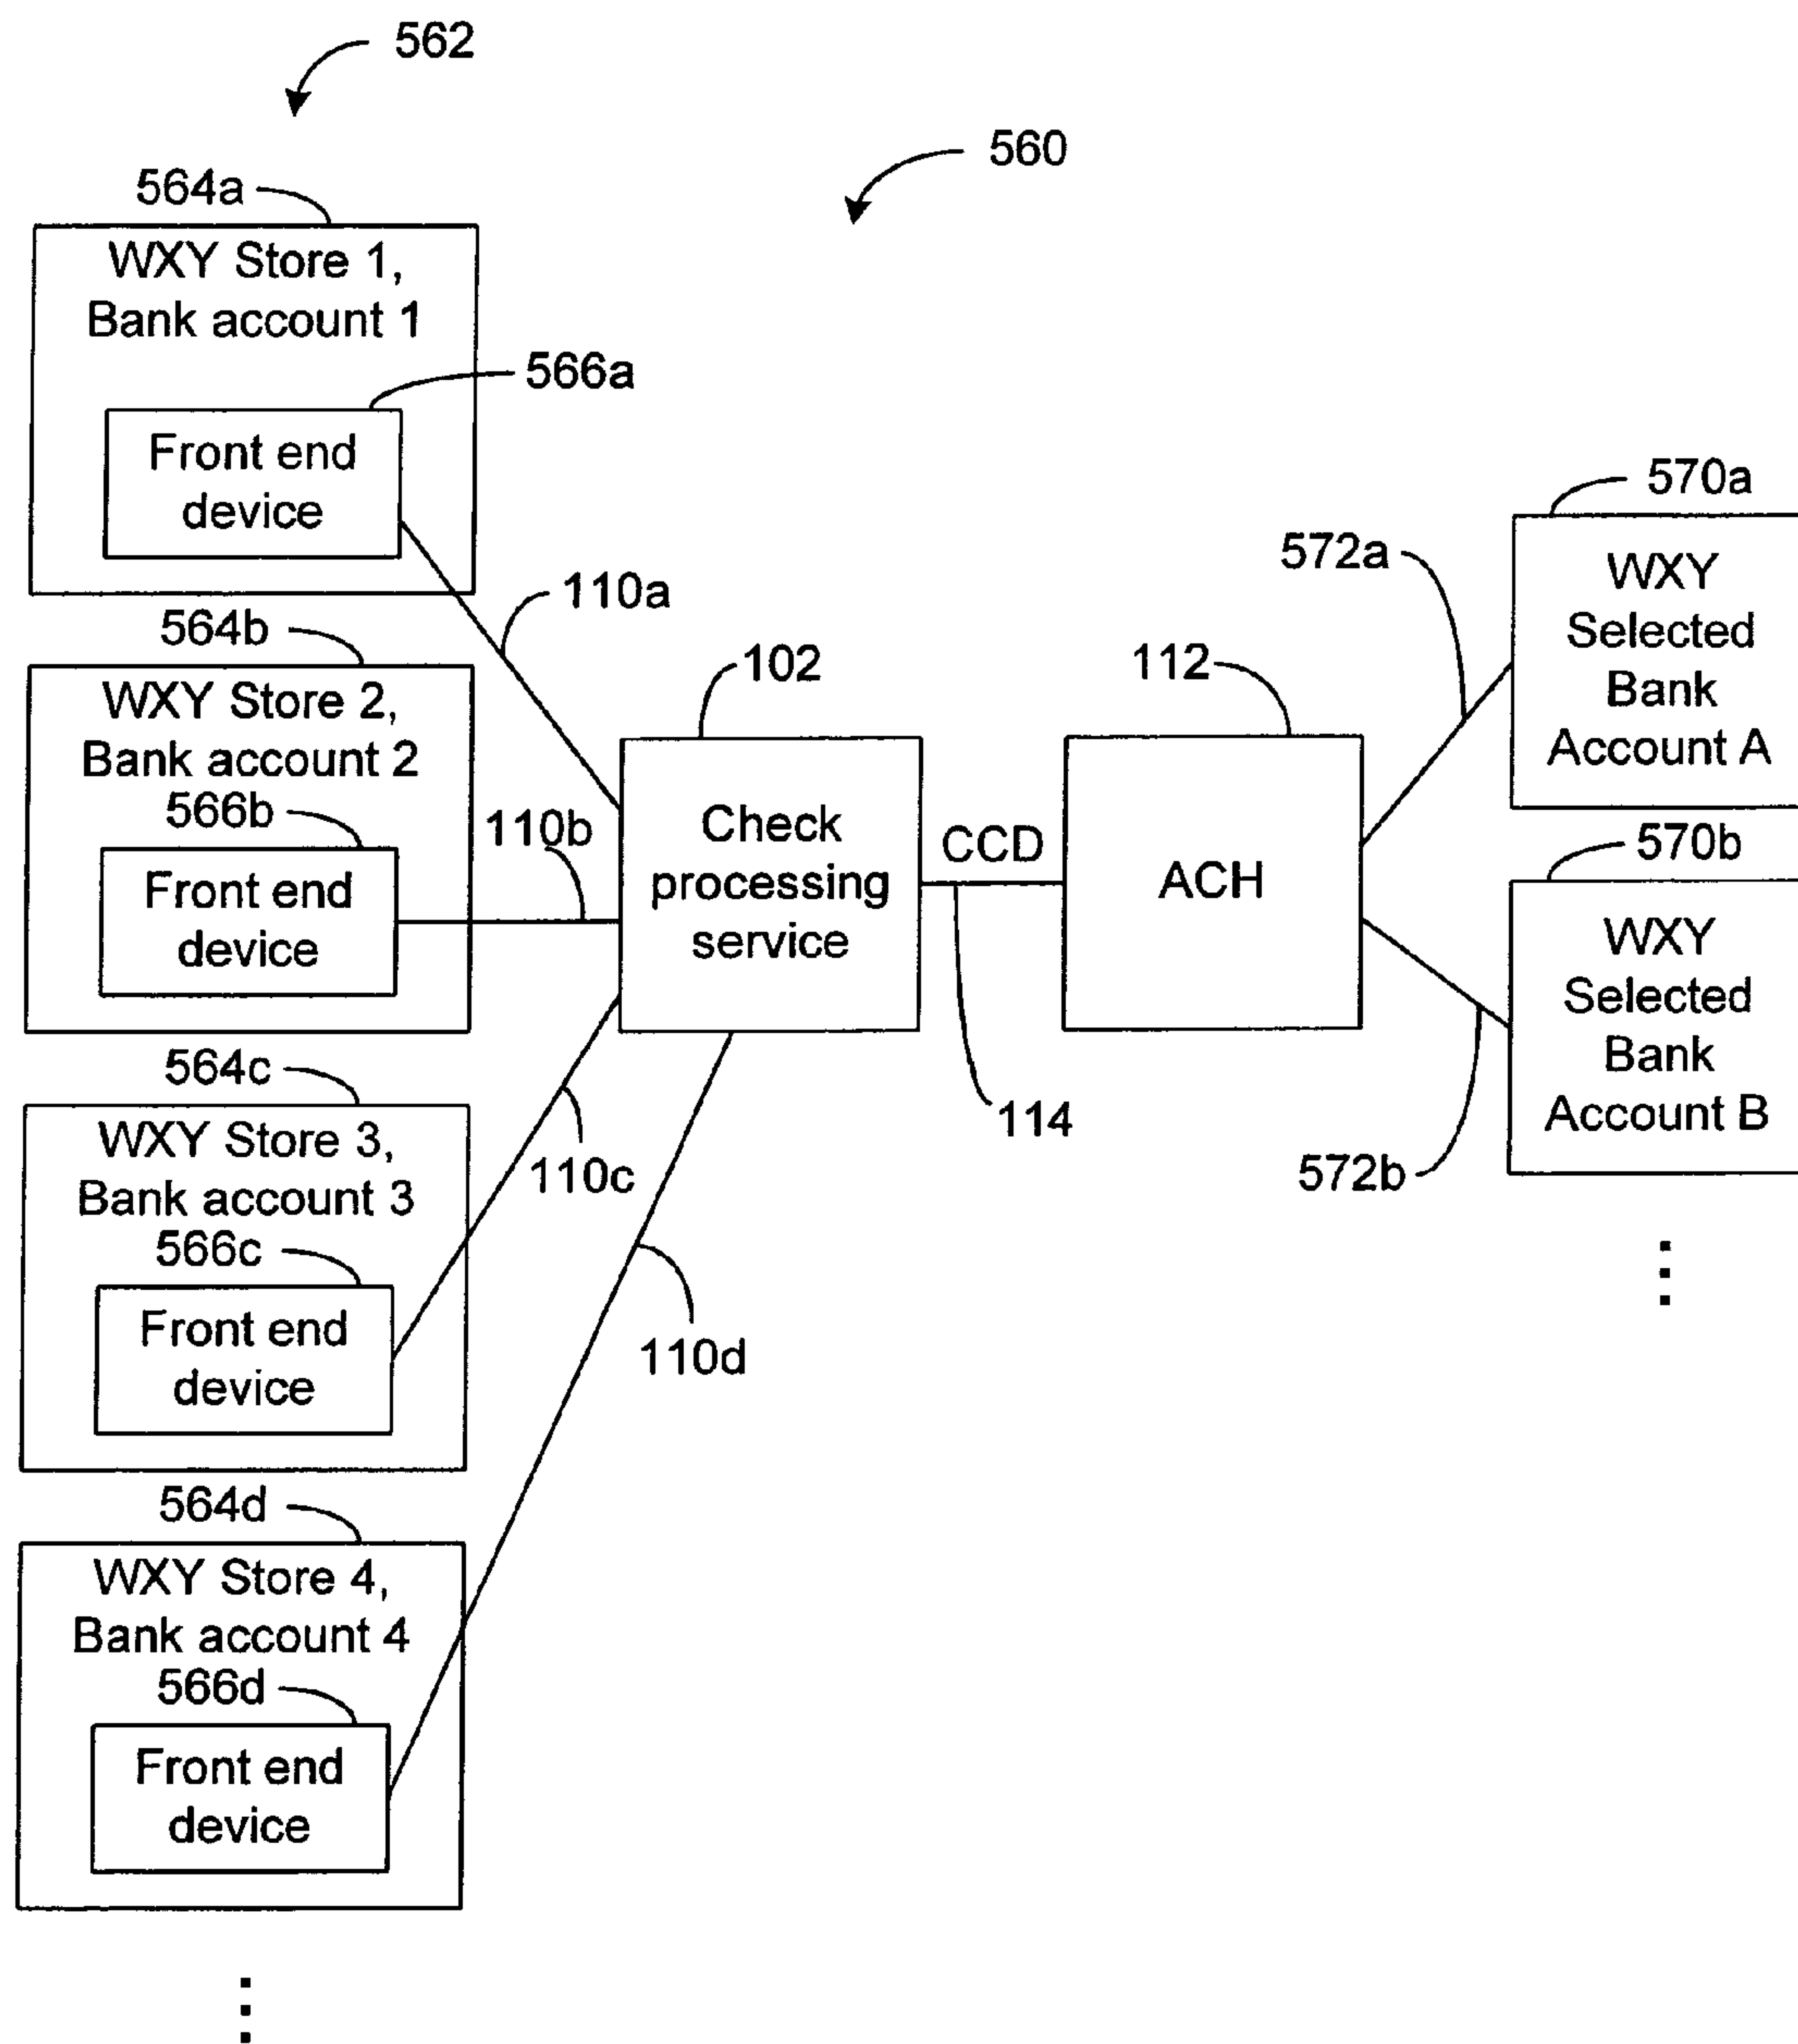 562
560
564a
WXY Store 1,
Bank account 1
566a
Front end
device
110a
564b
WXY Store 2,
Bank account 2
566b
Front end
device
110b
564c
WXY Store 3,
Bank account 3
566c
Front end
device
110c
564d
WXY Store 4,
Bank account 4
566d
Front end
device
110d
102
Check
processing
service
CCD
114
112
ACH
572a
570a
WXY
Selected
Bank
Account A
570b
WXY
Selected
Bank
Account B
572b